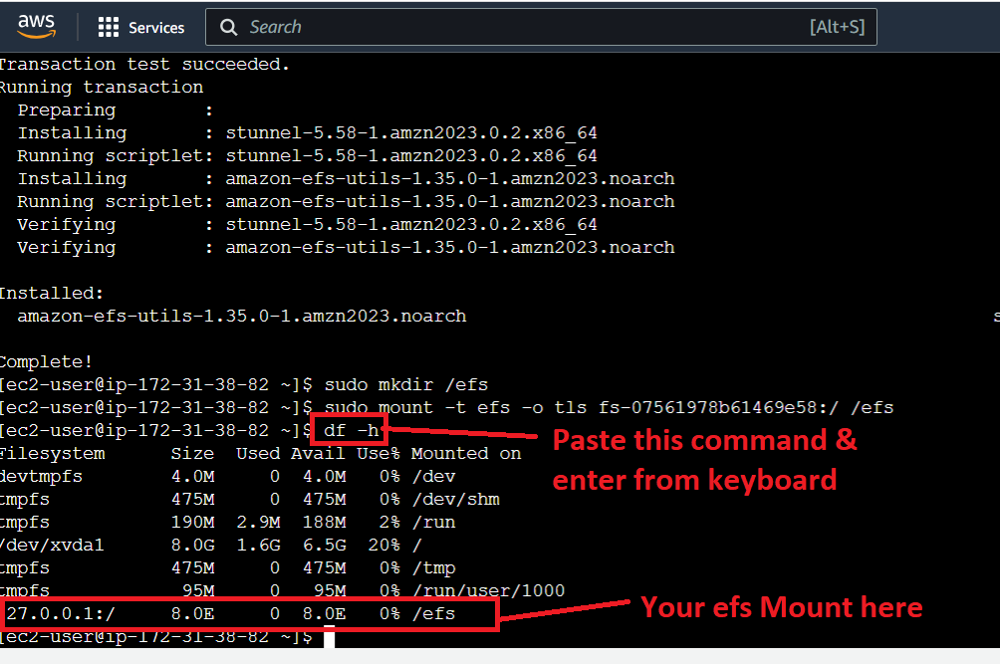 aws Services Search [Alt+S]
Transaction test succeeded.
Running transaction
Preparing :
Installing : stunnel-5.58-1.amzn2023.0.2.x86_64
Running scriptlet: stunnel-5.58-1.amzn2023.0.2.x86_64
Installing : amazon-efs-utils-1.35.0-1.amzn2023.noarch
Running scriptlet: amazon-efs-utils-1.35.0-1.amzn2023.noarch
Verifying : stunnel-5.58-1.amzn2023.0.2.x86_64
Verifying : amazon-efs-utils-1.35.0-1.amzn2023.noarch
Installed:
amazon-efs-utils-1.35.0-1.amzn2023.noarch s
Complete!
[ec2-user@ip-172-31-38-82 ~]$ sudo mkdir /efs
[ec2-user@ip-172-31-38-82 ~]$ sudo mount -t efs -o tls fs-07561978b61469e58:/ /efs
[ec2-user@ip-172-31-38-82 ~]$ df -h
Paste this command &
enter from keyboard
Filesystem Size Used Avail Use% Mounted on
devtmpfs 4.0M 0 4.0M 0% /dev
tmpfs 475M 0 475M 0% /dev/shm
tmpfs 190M 2.9M 188M 2% /run
/dev/xvda1 8.0G 1.6G 6.5G 20% /
tmpfs 475M 0 475M 0% /tmp
tmpfs 95M 0 95M 0% /run/user/1000
27.0.0.1:/ 8.0E 0 8.0E 0% /efs
Your efs Mount here
[ec2-user@ip-172-31-38-82 ~]$